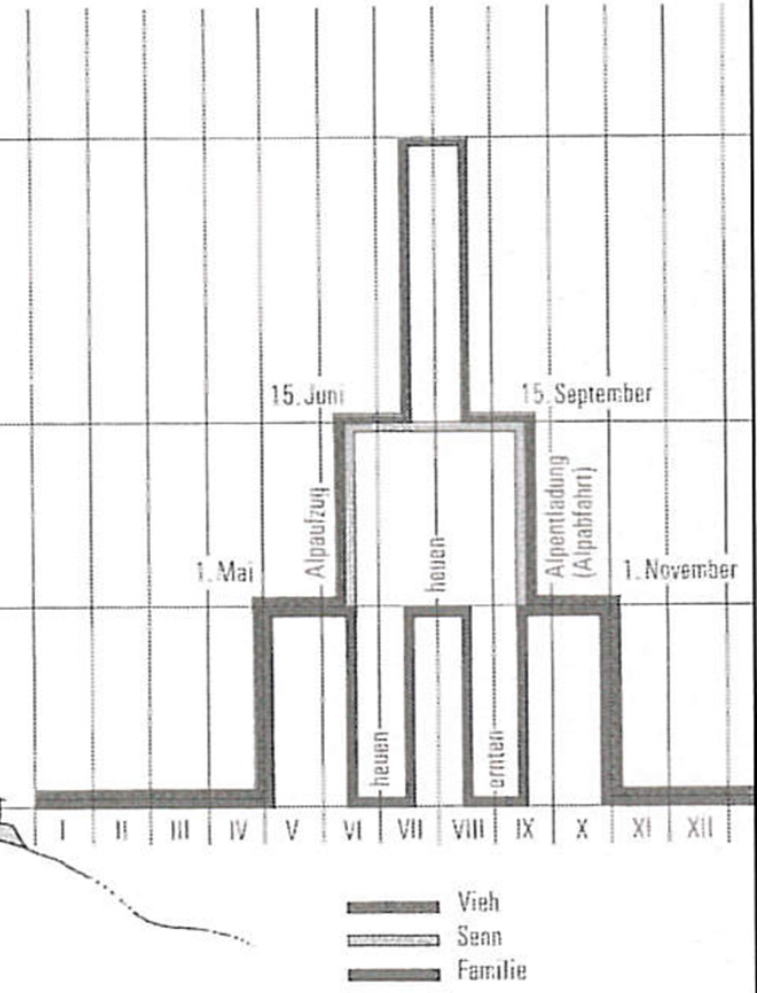 15. Juni
15. September
Alpaufzug
heuen
Alpentladung
(Alpabfahrt)
1. Mai
1. November
heuen
ernten
I II III IV V VI VII VIII IX X XI XII
Vieh
Senn
Familie